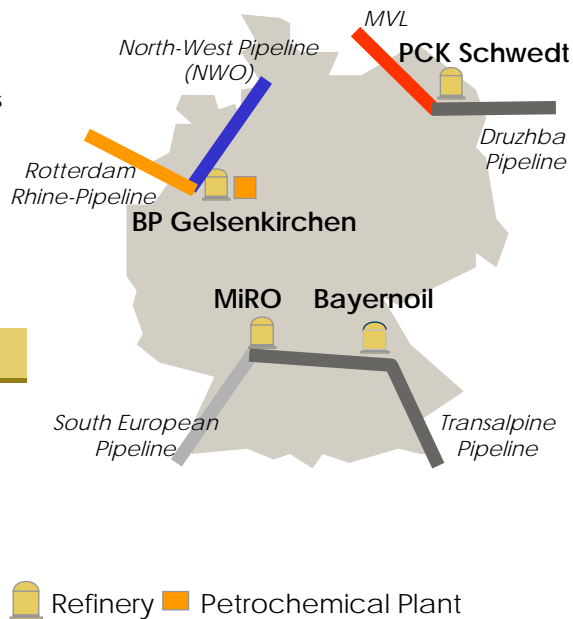 MVL
North-West Pipeline
(NWO)
PCK Schwedt
s
Druzhba
Pipeline
Rotterdam
Rhine-Pipeline
BP Gelsenkirchen
MiRO
Bayernoil
South European
Pipeline
Transalpine
Pipeline
Refinery
Petrochemical Plant